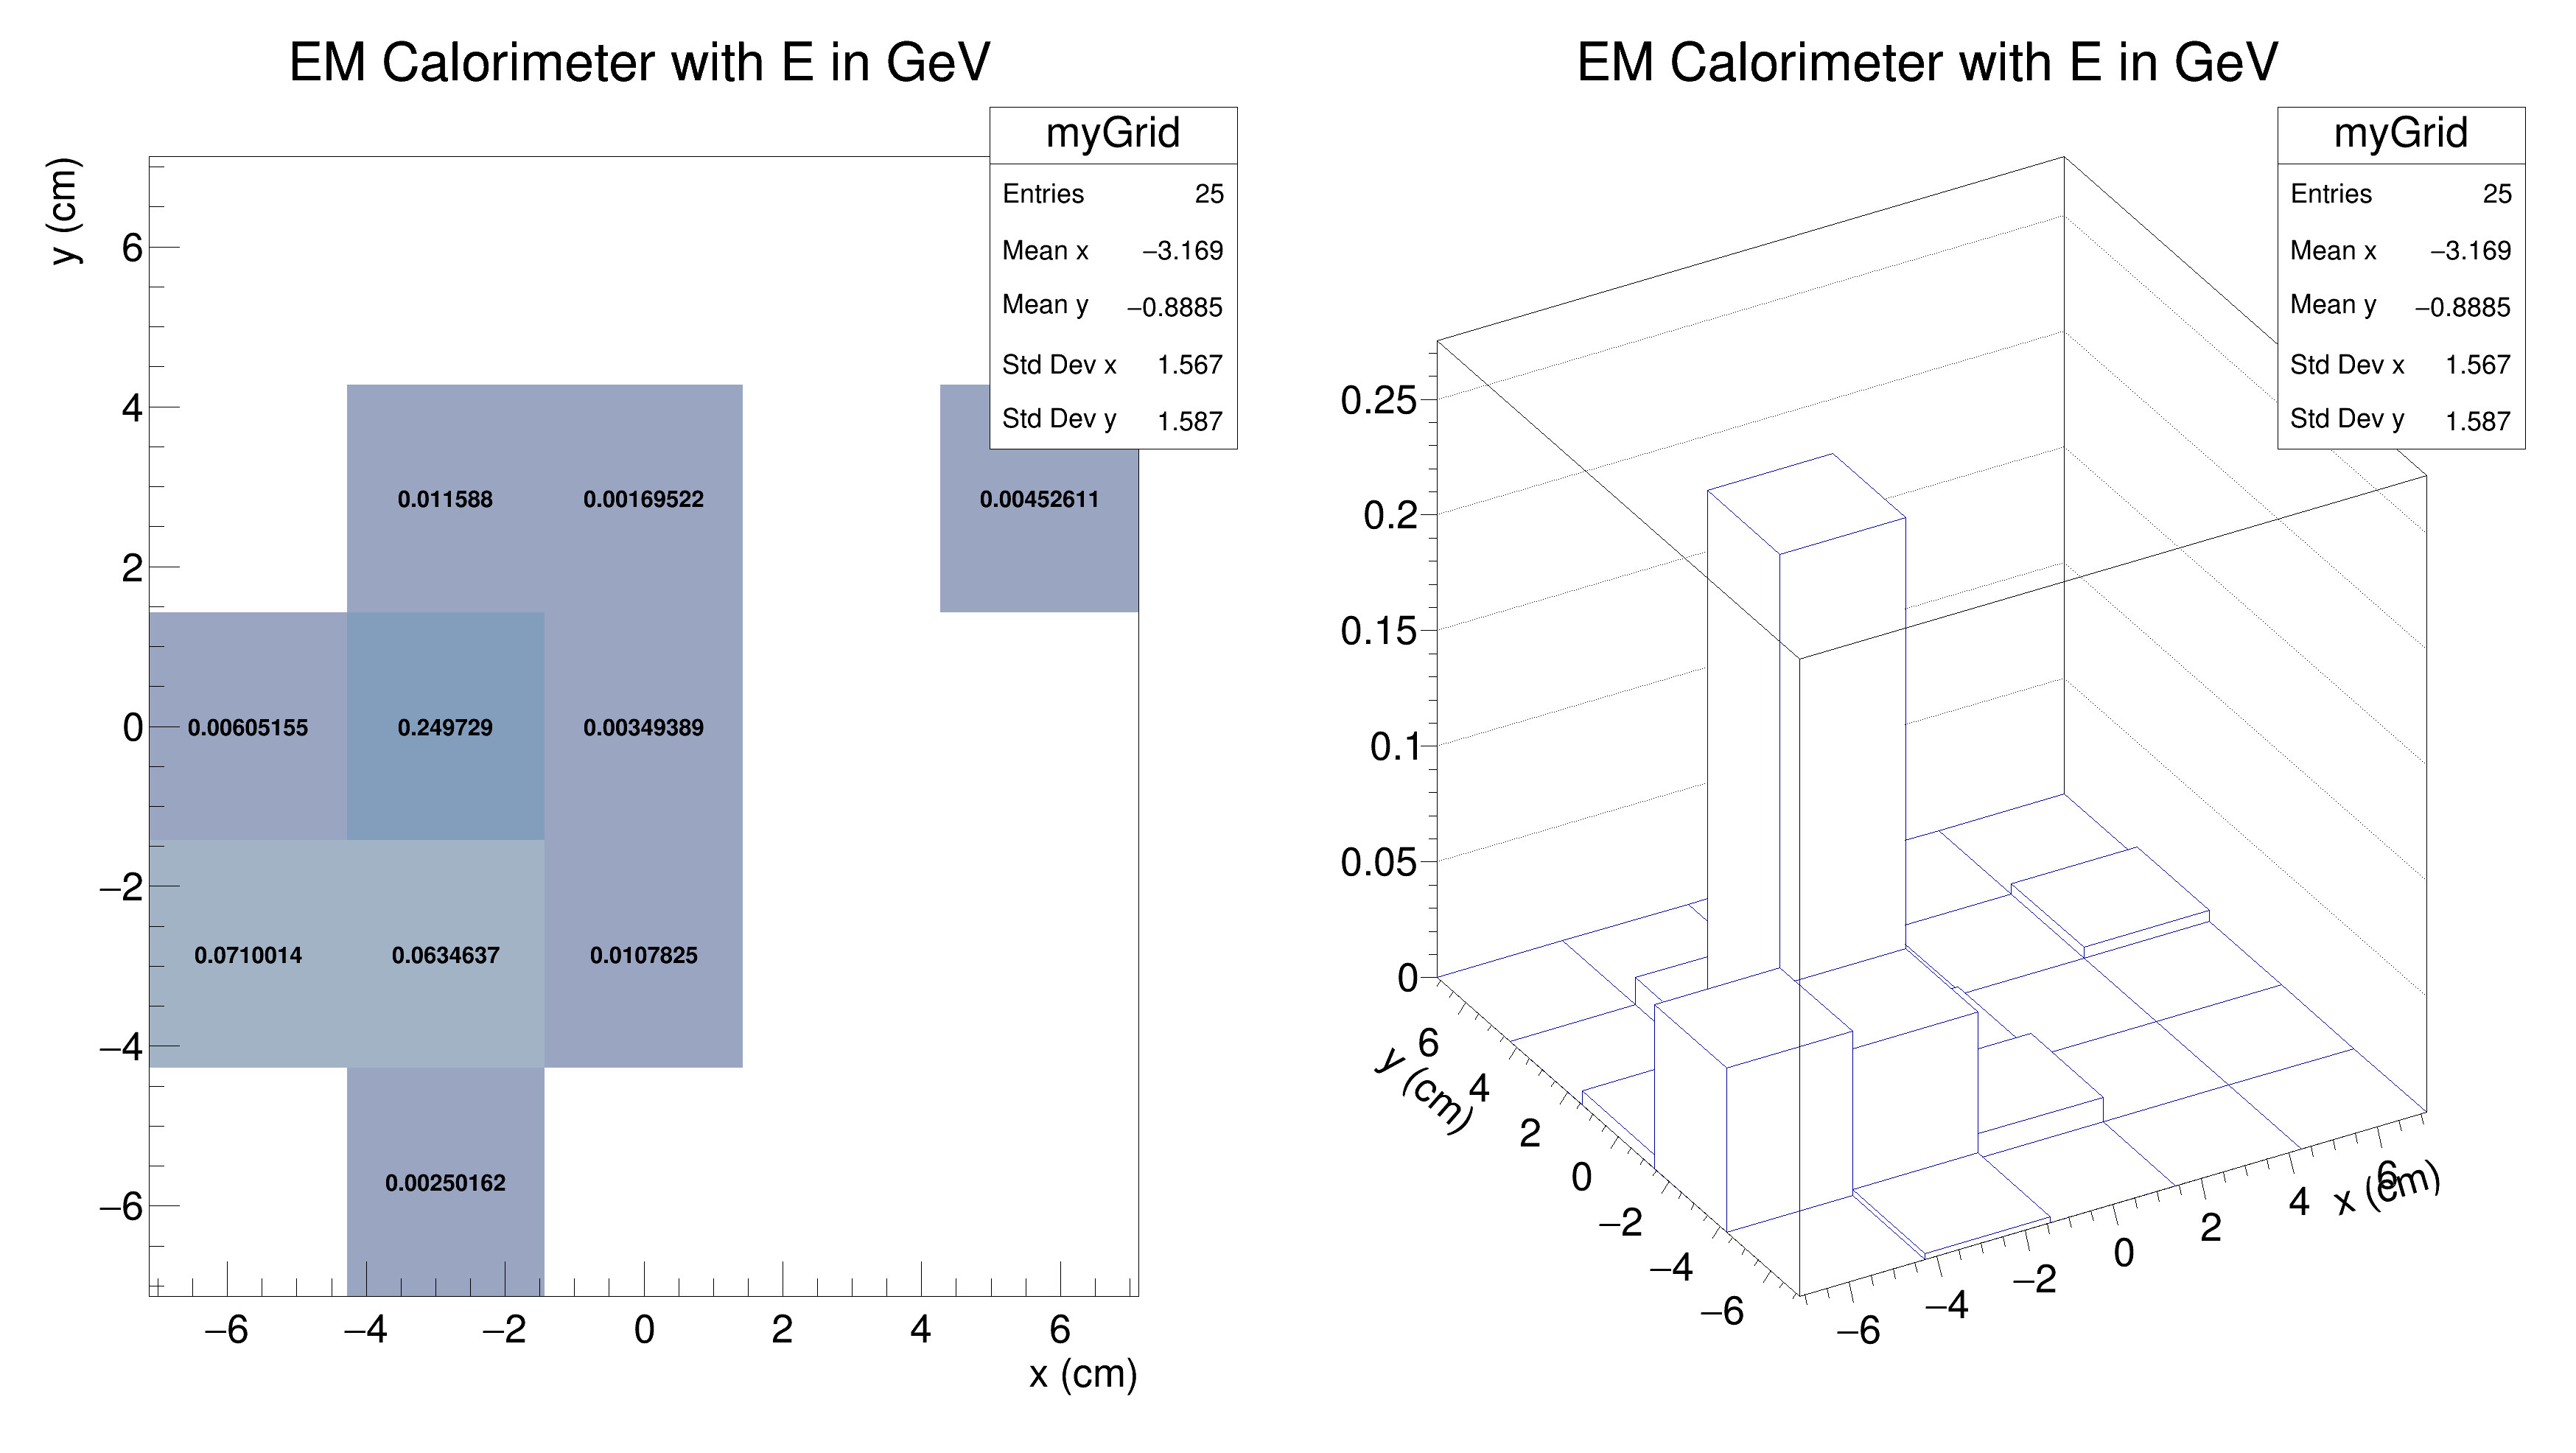 EM Calorimeter with E in GeV
myGrid
Entries 25
Mean x −3.169
Mean y −0.8885
Std Dev x 1.567
Std Dev y 1.587
y (cm)
6
4
2
0
−2
−4
−6
0.011588 0.00169522 0.00452611
0.00605155 0.249729 0.00349389
0.0710014 0.0634637 0.0107825
0.00250162
−6 −4 −2 0 2 4 6
x (cm)
EM Calorimeter with E in GeV
myGrid
Entries 25
Mean x −3.169
Mean y −0.8885
Std Dev x 1.567
Std Dev y 1.587
0.25
0.2
0.15
0.1
0.05
0
6
4
2
0
−2
−4
−6
y (cm)
−6
−4
−2
0
2
4
6
x (cm)